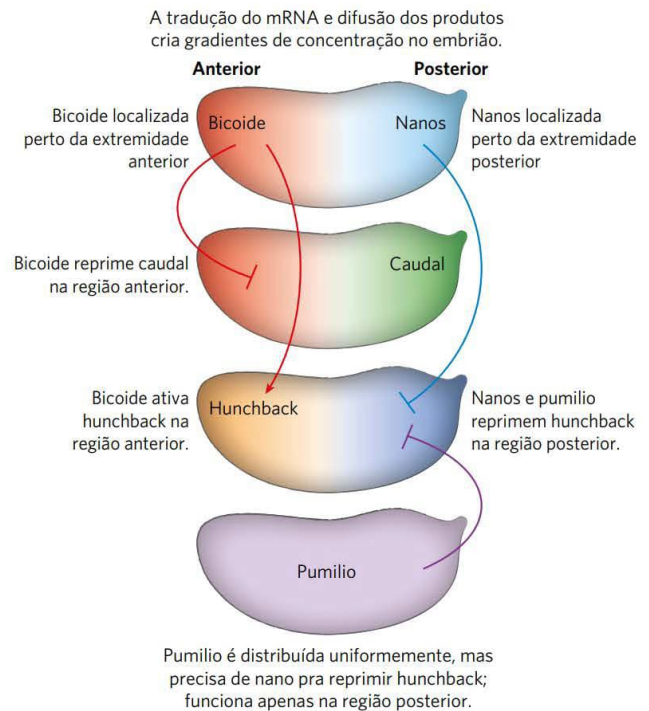 A tradução do mRNA e difusão dos produtos
cria gradientes de concentração no embrião.
Anterior
Posterior
Bicoide localizada
perto da extremidade
anterior
Bicoide
Nanos
Nanos localizada
perto da extremidade
posterior
Bicoide reprime caudal
na região anterior.
Caudal
Bicoide ativa
hunchback na
região anterior.
Hunchback
Nanos e pumilio
reprimem hunchback
na região posterior.
Pumilio
Pumilio é distribuída uniformemente, mas
precisa de nano pra reprimir hunchback;
funciona apenas na região posterior.